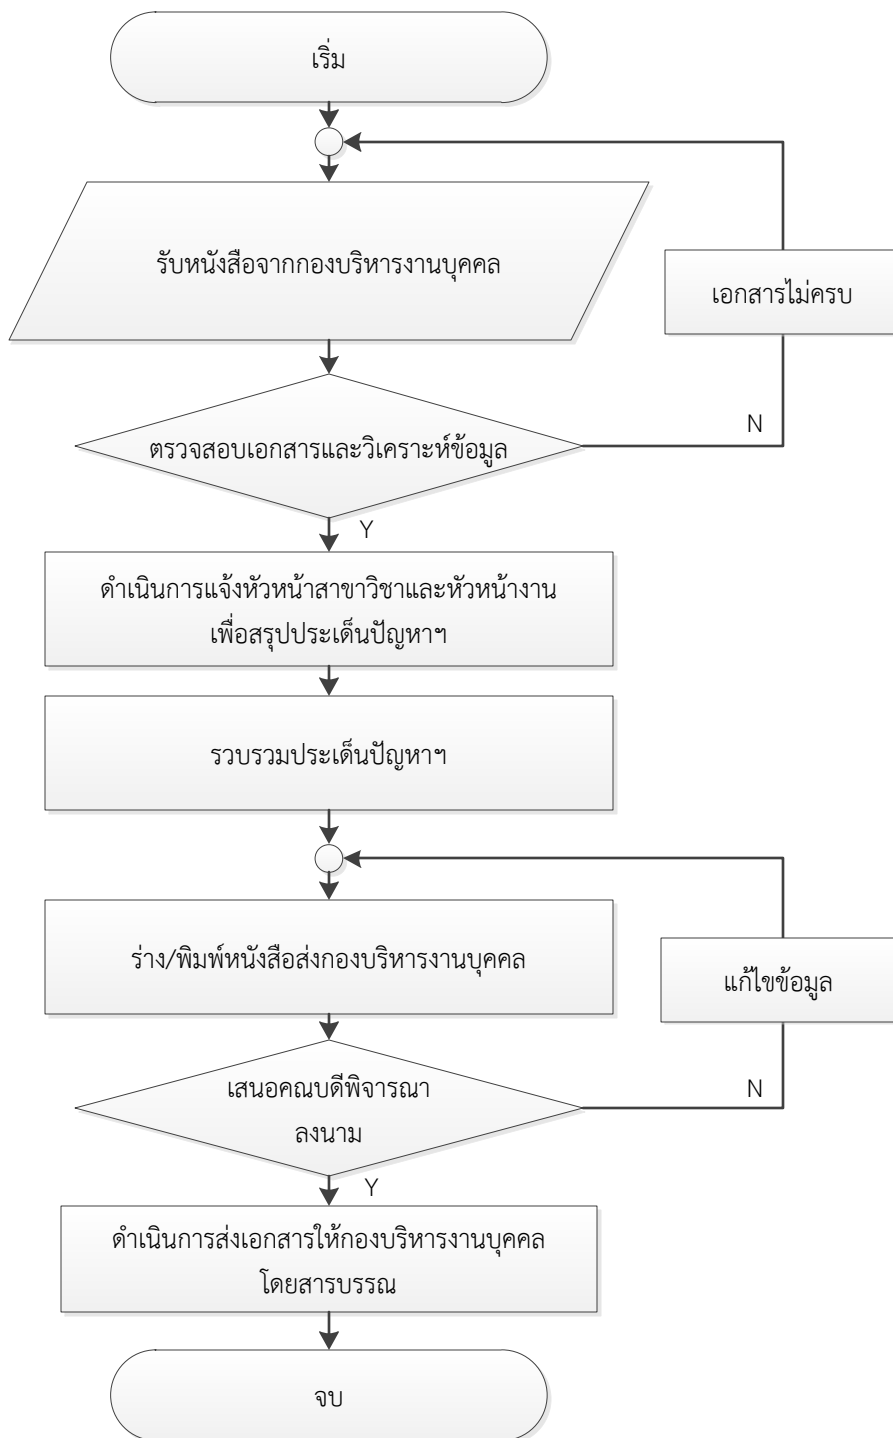 เริ่ม
รับหนังสือจากกองบริหารงานบุคคล
เอกสารไม่ครบ
N
ตรวจสอบเอกสารและวิเคราะห์ข้อมูล
Y
ดำเนินการแจ้งหัวหน้าสาขาวิชาและหัวหน้างาน
เพื่อสรุปประเด็นปัญหาฯ
รวบรวมประเด็นปัญหาฯ
ร่าง/พิมพ์หนังสือส่งกองบริหารงานบุคคล
แก้ไขข้อมูล
เสนอคณบดีพิจารณา
ลงนาม
N
Y
ดำเนินการส่งเอกสารให้กองบริหารงานบุคคล
โดยสารบรรณ
จบ